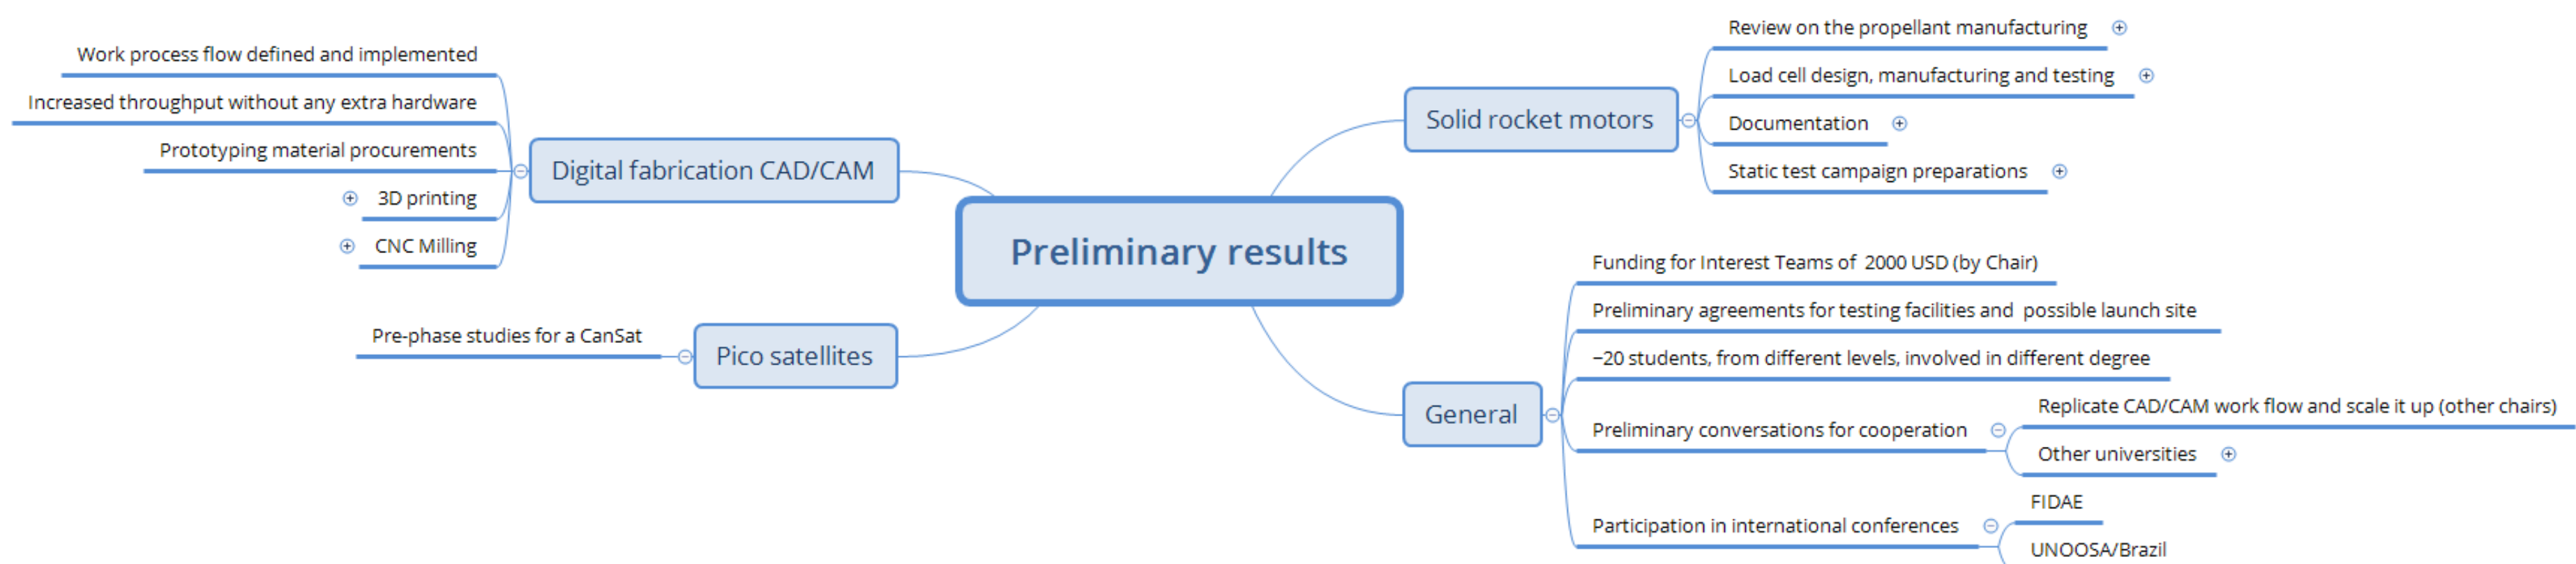 Preliminary results
Solid rocket motors
Review on the propellant manufacturing
Load cell design, manufacturing and testing
Documentation
Static test campaign preparations
General
Funding for Interest Teams of  2000 USD (by Chair)
Preliminary agreements for testing facilities and  possible launch site
~20 students, from different levels, involved in different degree
Preliminary conversations for cooperation
Replicate CAD/CAM work flow and scale it up (other chairs)
Other universities
Participation in international conferences
FIDAE
UNOOSA/Brazil
Digital fabrication CAD/CAM
Work process flow defined and implemented
Increased throughput without any extra hardware
Prototyping material procurements
3D printing
CNC Milling
Pico satellites
Pre-phase studies for a CanSat